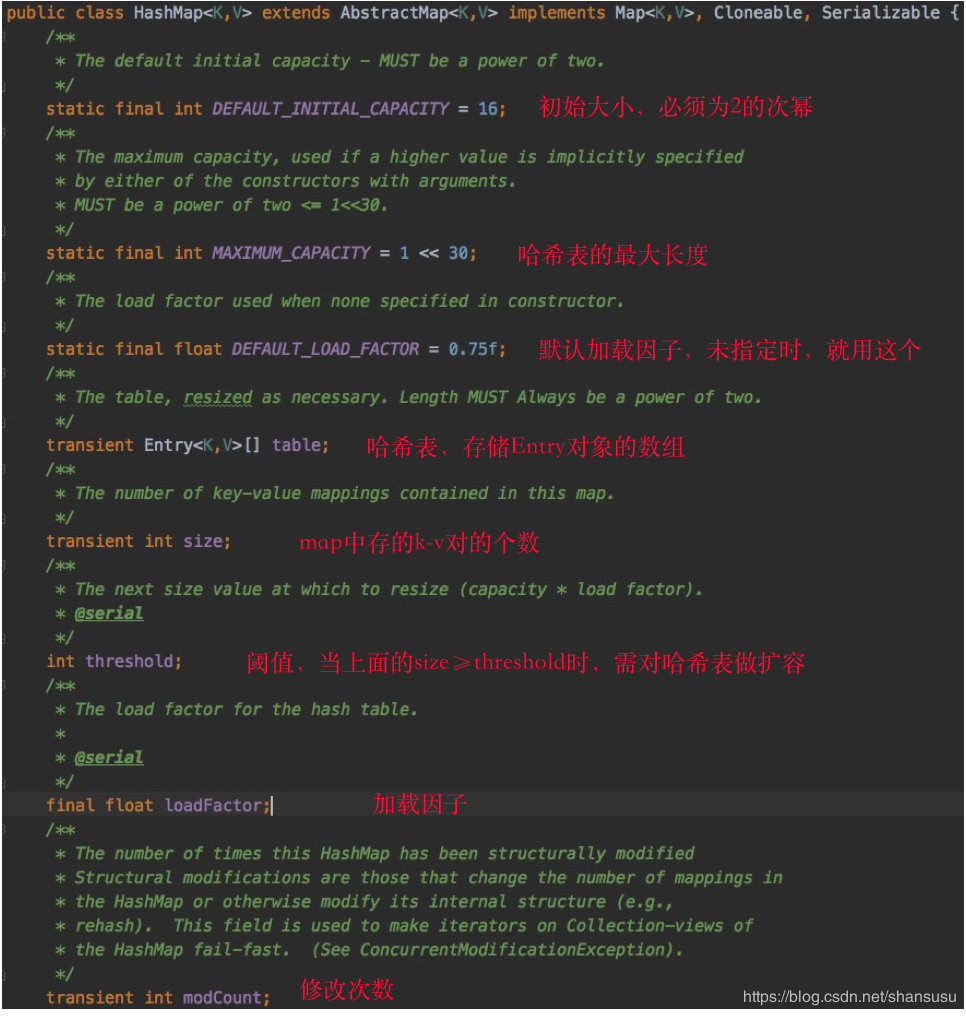 public class HashMap<K,V> extends AbstractMap<K,V> implements Map<K,V>, Cloneable, Serializable {
/**
* The default initial capacity - MUST be a power of two.
*/
static final int DEFAULT_INITIAL_CAPACITY = 16; 初始大小，必须为2的次幂
/**
* The maximum capacity, used if a higher value is implicitly specified
* by either of the constructors with arguments.
* MUST be a power of two <= 1<<30.
*/
static final int MAXIMUM_CAPACITY = 1 << 30; 哈希表的最大长度
/**
* The load factor used when none specified in constructor.
*/
static final float DEFAULT_LOAD_FACTOR = 0.75f; 默认加载因子，未指定时，就用这个
/**
* The table, resized as necessary. Length MUST Always be a power of two.
*/
transient Entry<K,V>[] table; 哈希表，存储Entry对象的数组
/**
* The number of key-value mappings contained in this map.
*/
transient int size; map中存的k-v对的个数
/**
* The next size value at which to resize (capacity * load factor).
* @serial
*/
int threshold; 阈值，当上面的size≥threshold时，需对哈希表做扩容
/**
* The load factor for the hash table.
*
* @serial
*/
final float loadFactor; 加载因子
/**
* The number of times this HashMap has been structurally modified
* Structural modifications are those that change the number of mappings in
* the HashMap or otherwise modify its internal structure (e.g.,
* rehash).  This field is used to make iterators on Collection-views of
* the HashMap fail-fast.  (See ConcurrentModificationException).
*/
transient int modCount; 修改次数
https://blog.csdn.net/shansusu